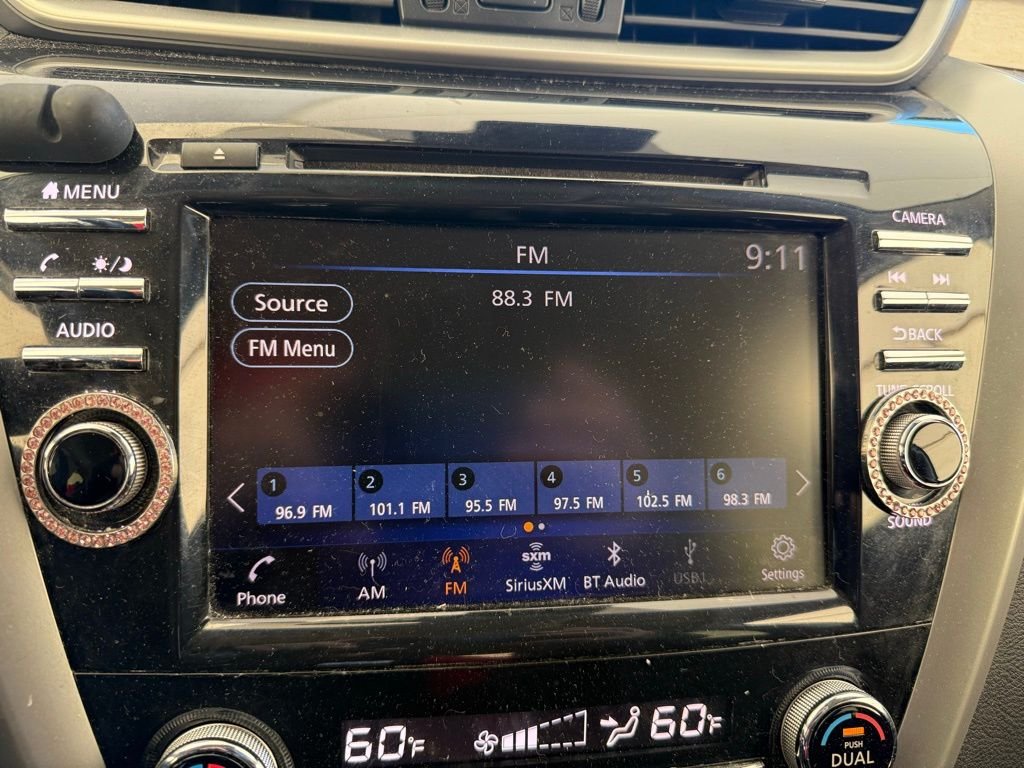 MENU
CAMERA
FM
9:11
Source
88.3 FM
FM Menu
AUDIO
BACK
TUNE·SCROLL
1
2
3
4
5
6
96.9 FM
101.1 FM
95.5 FM
97.5 FM
102.5 FM
98.3 FM
SOUND
sxm
Phone
AM
FM
SiriusXM
BT Audio
USB1
Settings
60°F
60°F
PUSH
DUAL